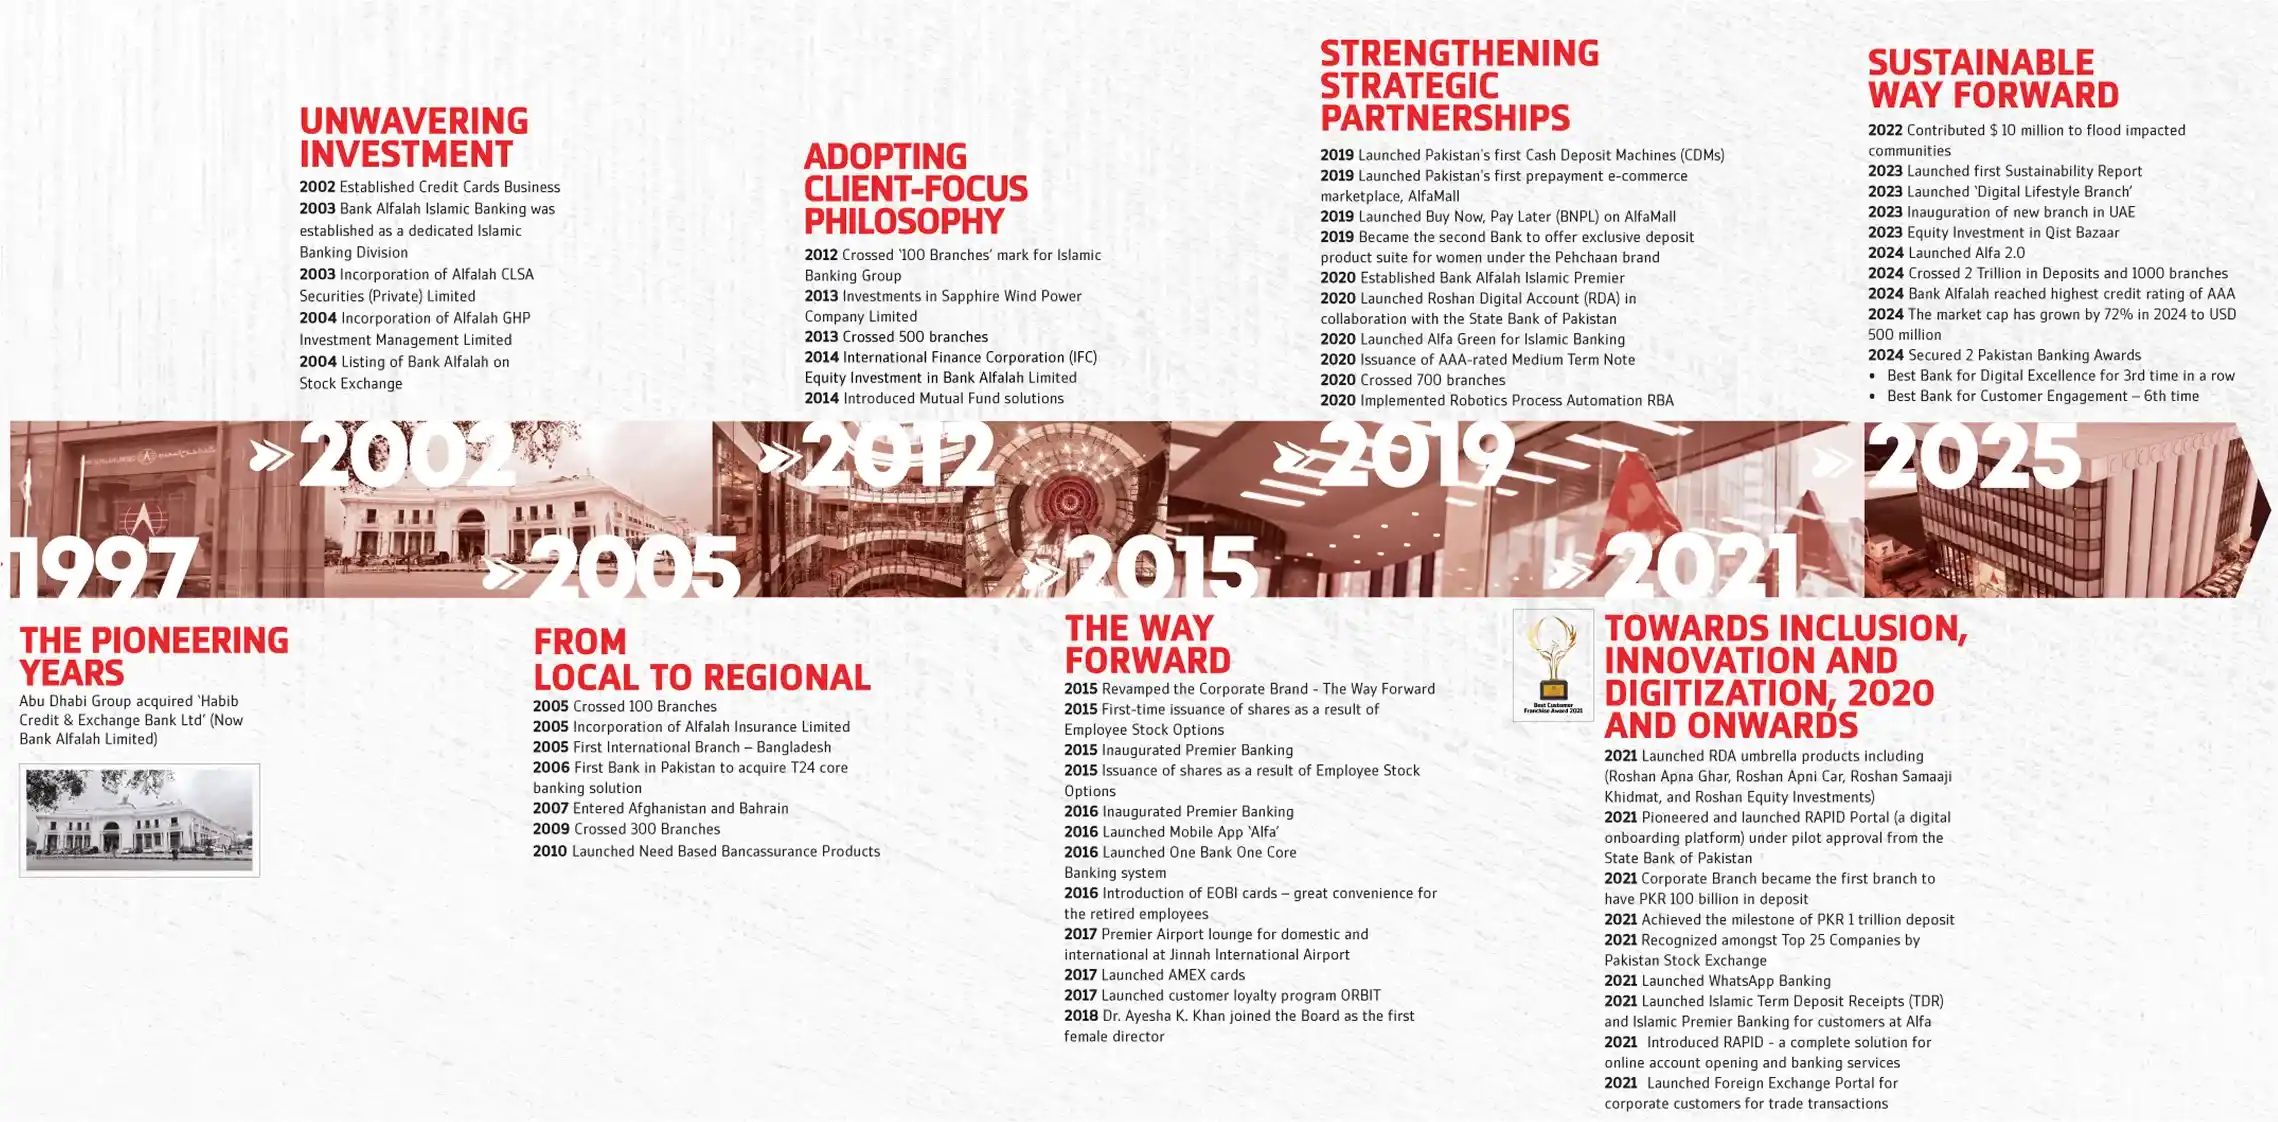 1997
THE PIONEERING
YEARS
Abu Dhabi Group acquired ‘Habib
Credit & Exchange Bank Ltd’ (Now
Bank Alfalah Limited)
UNWAVERING
INVESTMENT
2002 Established Credit Cards Business
2003 Bank Alfalah Islamic Banking was
established as a dedicated Islamic
Banking Division
2003 Incorporation of Alfalah CLSA
Securities (Private) Limited
2004 Incorporation of Alfalah GHP
Investment Management Limited
2004 Listing of Bank Alfalah on
Stock Exchange
2002
2005
FROM
LOCAL TO REGIONAL
2005 Crossed 100 Branches
2005 Incorporation of Alfalah Insurance Limited
2005 First International Branch – Bangladesh
2006 First Bank in Pakistan to acquire T24 core
banking solution
2007 Entered Afghanistan and Bahrain
2009 Crossed 300 Branches
2010 Launched Need Based Bancassurance Products
ADOPTING
CLIENT-FOCUS
PHILOSOPHY
2012 Crossed ‘100 Branches’ mark for Islamic
Banking Group
2013 Investments in Sapphire Wind Power
Company Limited
2013 Crossed 500 branches
2014 International Finance Corporation (IFC)
Equity Investment in Bank Alfalah Limited
2014 Introduced Mutual Fund solutions
2012
2015
THE WAY
FORWARD
2015 Revamped the Corporate Brand - The Way Forward
2015 First-time issuance of shares as a result of
Employee Stock Options
2015 Inaugurated Premier Banking
2015 Issuance of shares as a result of Employee Stock
Options
2016 Inaugurated Premier Banking
2016 Launched Mobile App ‘Alfa’
2016 Launched One Bank One Core
Banking system
2016 Introduction of EOBI cards – great convenience for
the retired employees
2017 Premier Airport lounge for domestic and
international at Jinnah International Airport
2017 Launched AMEX cards
2017 Launched customer loyalty program ORBIT
2018 Dr. Ayesha K. Khan joined the Board as the first
female director
STRENGTHENING
STRATEGIC
PARTNERSHIPS
2019 Launched Pakistan's first Cash Deposit Machines (CDMs)
2019 Launched Pakistan's first prepayment e-commerce
marketplace, AlfaMall
2019 Launched Buy Now, Pay Later (BNPL) on AlfaMall
2019 Became the second Bank to offer exclusive deposit
product suite for women under the Pehchaan brand
2020 Established Bank Alfalah Islamic Premier
2020 Launched Roshan Digital Account (RDA) in
collaboration with the State Bank of Pakistan
2020 Launched Alfa Green for Islamic Banking
2020 Issuance of AAA-rated Medium Term Note
2020 Crossed 700 branches
2020 Implemented Robotics Process Automation RBA
2019
2021
Best Customer
Franchise Award 2021
TOWARDS INCLUSION,
INNOVATION AND
DIGITIZATION, 2020
AND ONWARDS
2021 Launched RDA umbrella products including
(Roshan Apna Ghar, Roshan Apni Car, Roshan Samaaji
Khidmat, and Roshan Equity Investments)
2021 Pioneered and launched RAPID Portal (a digital
onboarding platform) under pilot approval from the
State Bank of Pakistan
2021 Corporate Branch became the first branch to
have PKR 100 billion in deposit
2021 Achieved the milestone of PKR 1 trillion deposit
2021 Recognized amongst Top 25 Companies by
Pakistan Stock Exchange
2021 Launched WhatsApp Banking
2021 Launched Islamic Term Deposit Receipts (TDR)
and Islamic Premier Banking for customers at Alfa
2021 Introduced RAPID - a complete solution for
online account opening and banking services
2021 Launched Foreign Exchange Portal for
corporate customers for trade transactions
SUSTAINABLE
WAY FORWARD
2022 Contributed $ 10 million to flood impacted
communities
2023 Launched first Sustainability Report
2023 Launched ‘Digital Lifestyle Branch’
2023 Inauguration of new branch in UAE
2023 Equity Investment in Qist Bazaar
2024 Launched Alfa 2.0
2024 Crossed 2 Trillion in Deposits and 1000 branches
2024 Bank Alfalah reached highest credit rating of AAA
2024 The market cap has grown by 72% in 2024 to USD
500 million
2024 Secured 2 Pakistan Banking Awards
• Best Bank for Digital Excellence for 3rd time in a row
• Best Bank for Customer Engagement – 6th time
2025